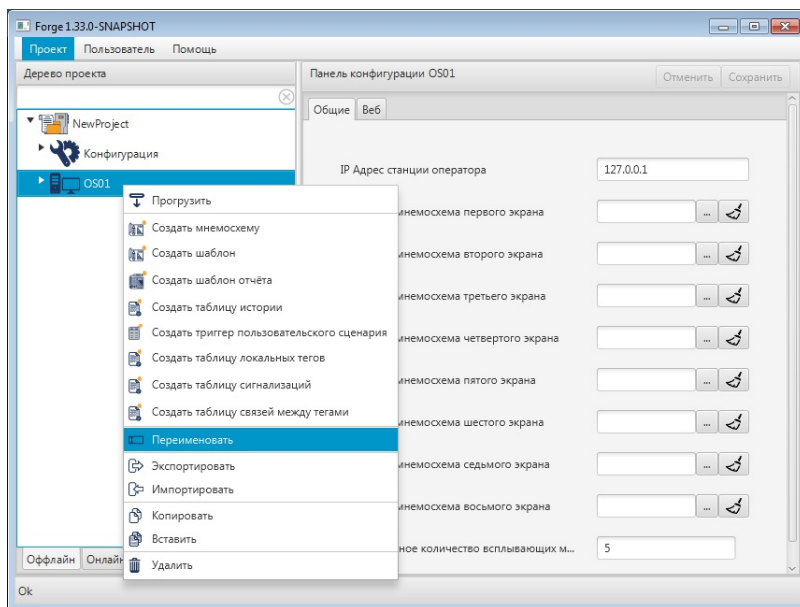 Forge 1.33.0-SNAPSHOT
Проект Пользователь Помощь
Дерево проекта
Панель конфигурации OS01
Отменить Сохранить
Общие Веб
NewProject
Конфигурация
OS01
IP Адрес станции оператора 127.0.0.1
Прогрузить
мнемосхема первого экрана ...
Создать мнемосхему
Создать шаблон
мнемосхема второго экрана ...
Создать шаблон отчёта
мнемосхема третьего экрана ...
Создать таблицу истории
Создать триггер пользовательского сценария
мнемосхема четвертого экрана ...
Создать таблицу локальных тегов
Создать таблицу сигнализаций
мнемосхема пятого экрана ...
Создать таблицу связей между тегами
мнемосхема шестого экрана ...
Переименовать
Экспортировать
мнемосхема седьмого экрана ...
Импортировать
Копировать
мнемосхема восьмого экрана ...
Вставить
ное количество всплывающих м... 5
Удалить
Оффлайн Онлайн
Ok